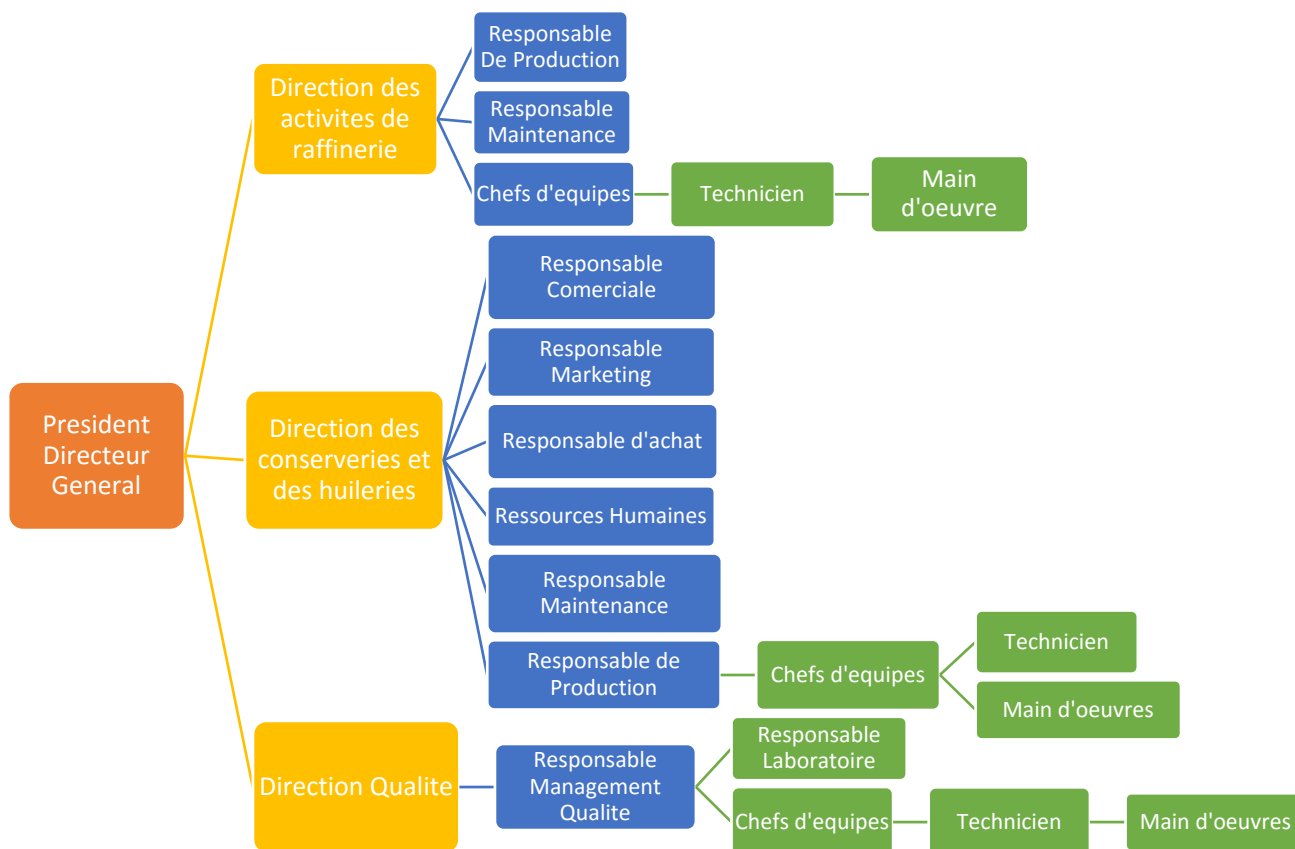 Responsable
De Production
Direction des
activites de
raffinerie
Responsable
Maintenance
Chefs d'equipes
Technicien
Main
d'oeuvre
Responsable
Comerciale
Responsable
Marketing
President
Directeur
General
Direction des
conserveries et
des huileries
Responsable d'achat
Ressources Humaines
Responsable
Maintenance
Responsable de
Production
Chefs d'equipes
Technicien
Main d'oeuvres
Direction Qualite
Responsable
Management
Qualite
Responsable
Laboratoire
Chefs d'equipes
Technicien
Main d'oeuvres